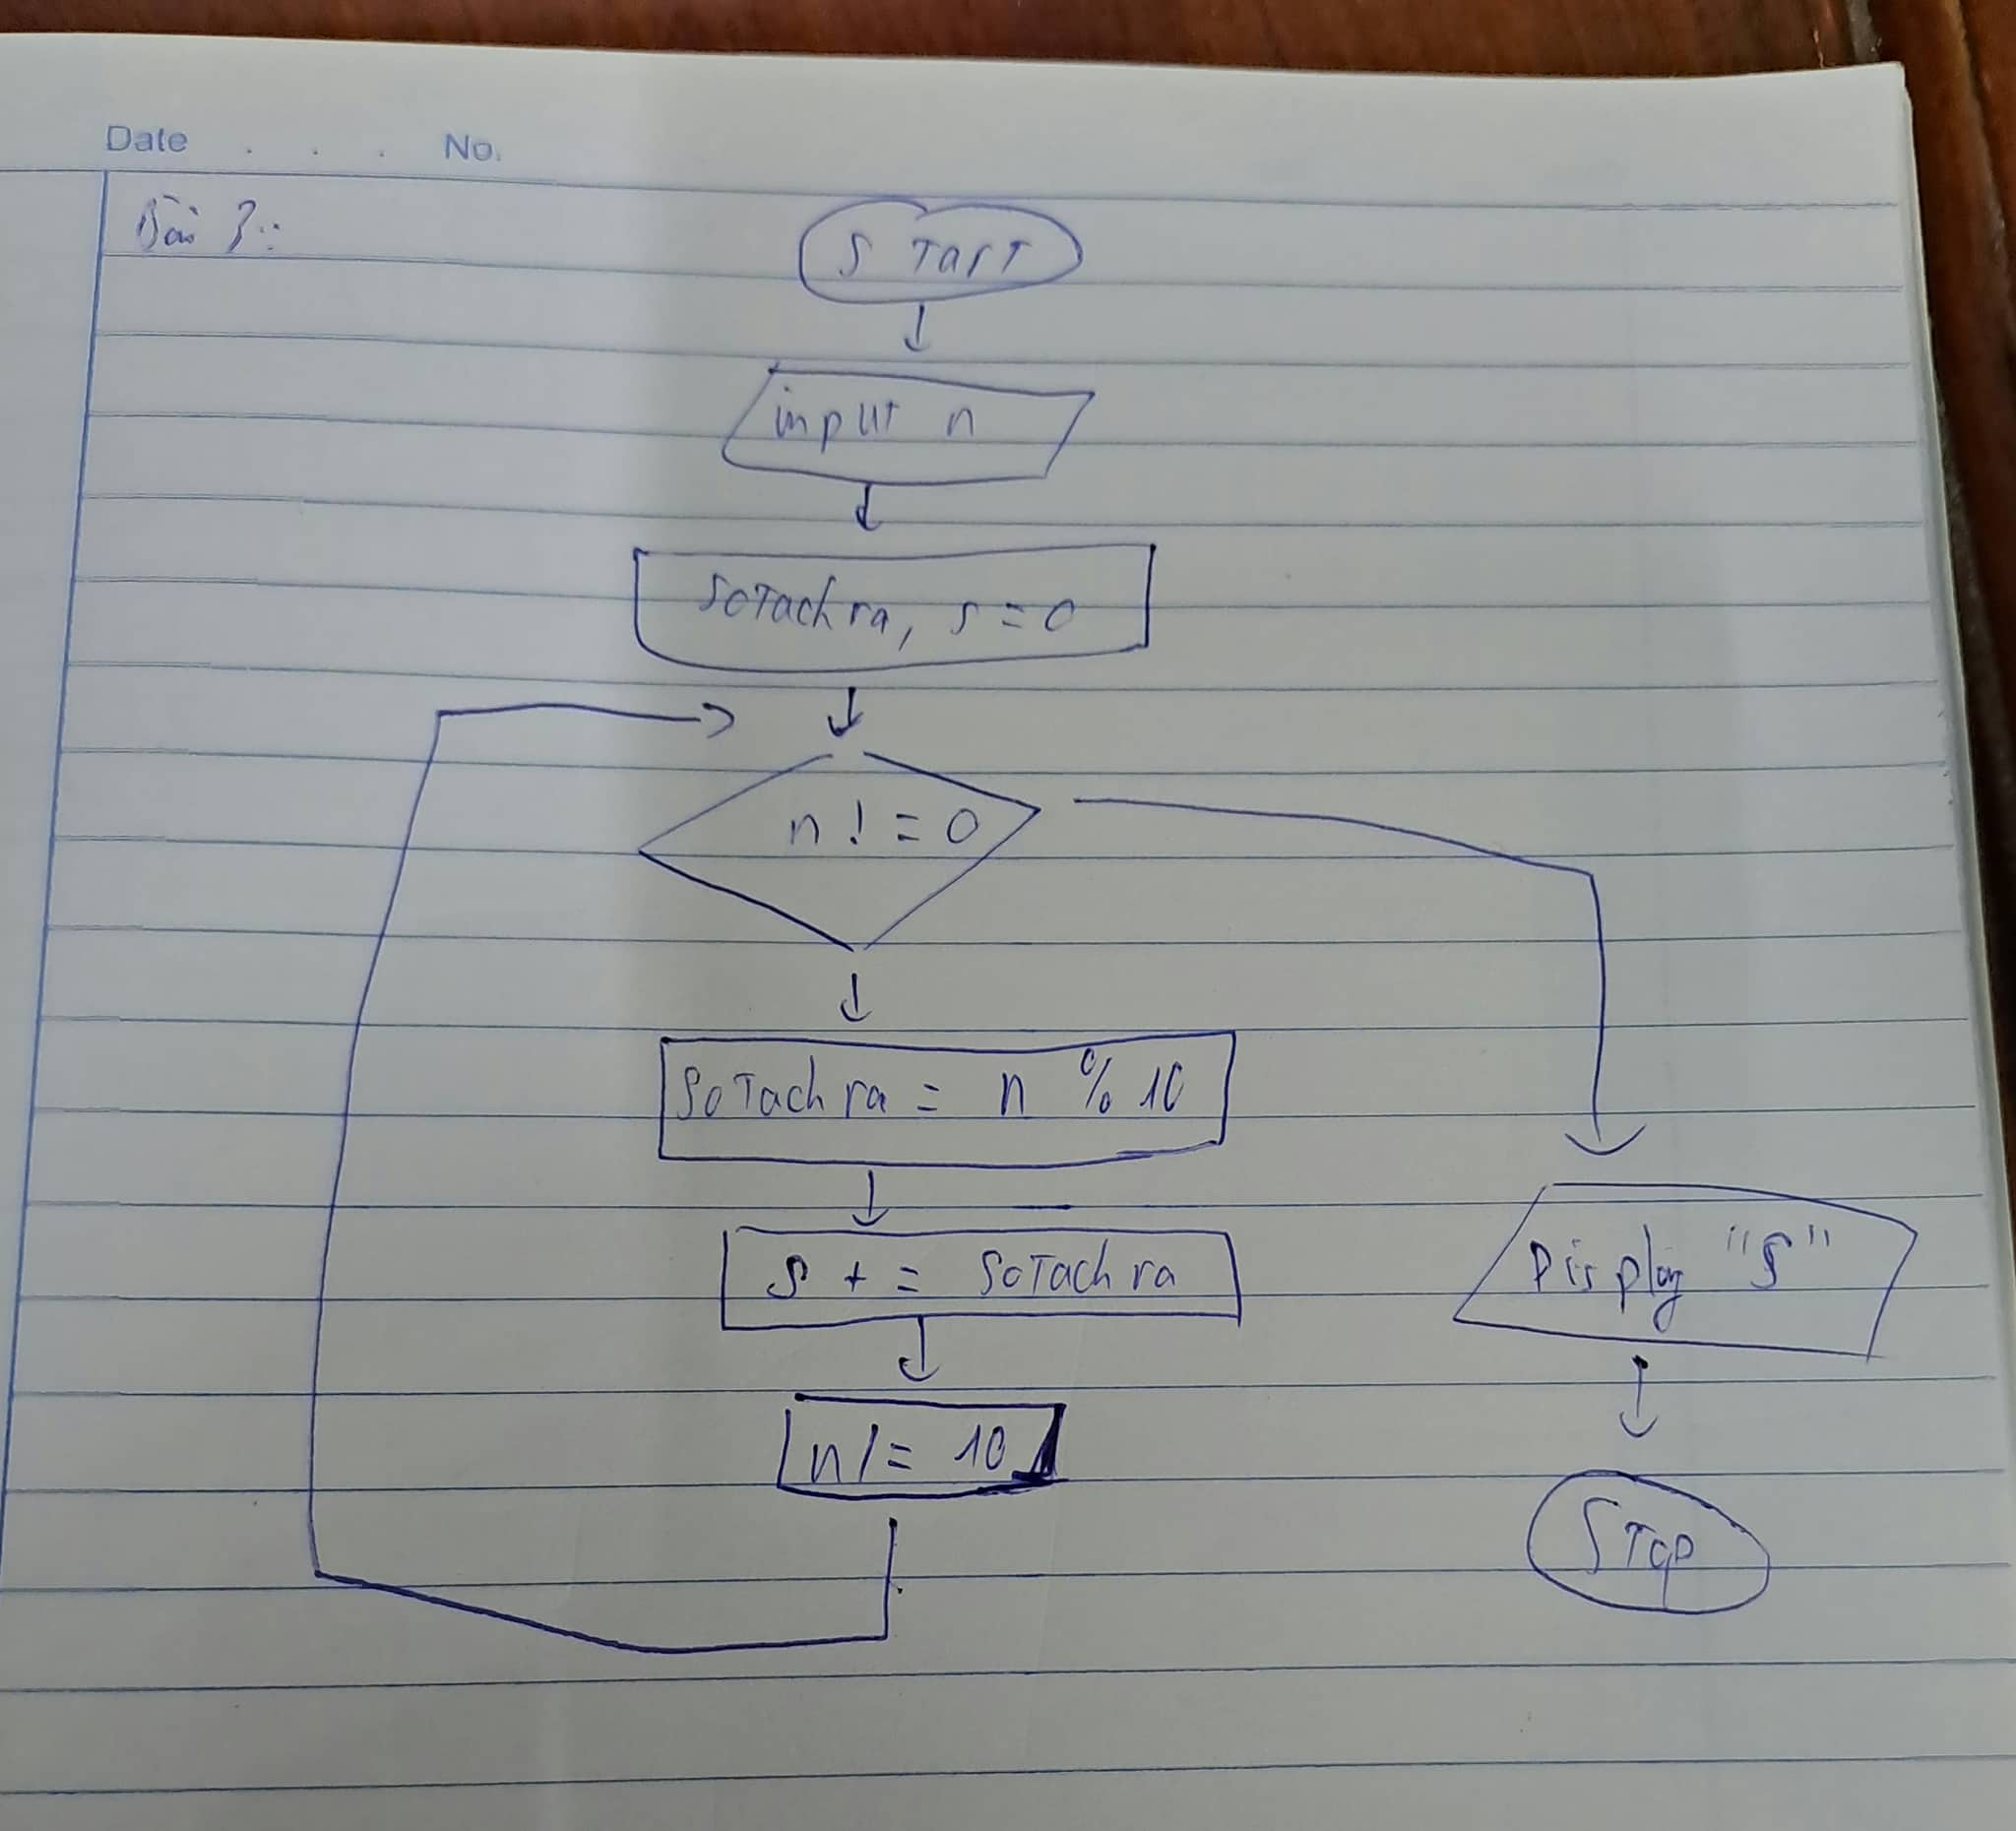 Date . . . No.
Bài 3:
START
input n
SoTachra, s = 0
n != 0
SoTachra = n % 10
S += SoTachra
Display "S"
n /= 10
STOP